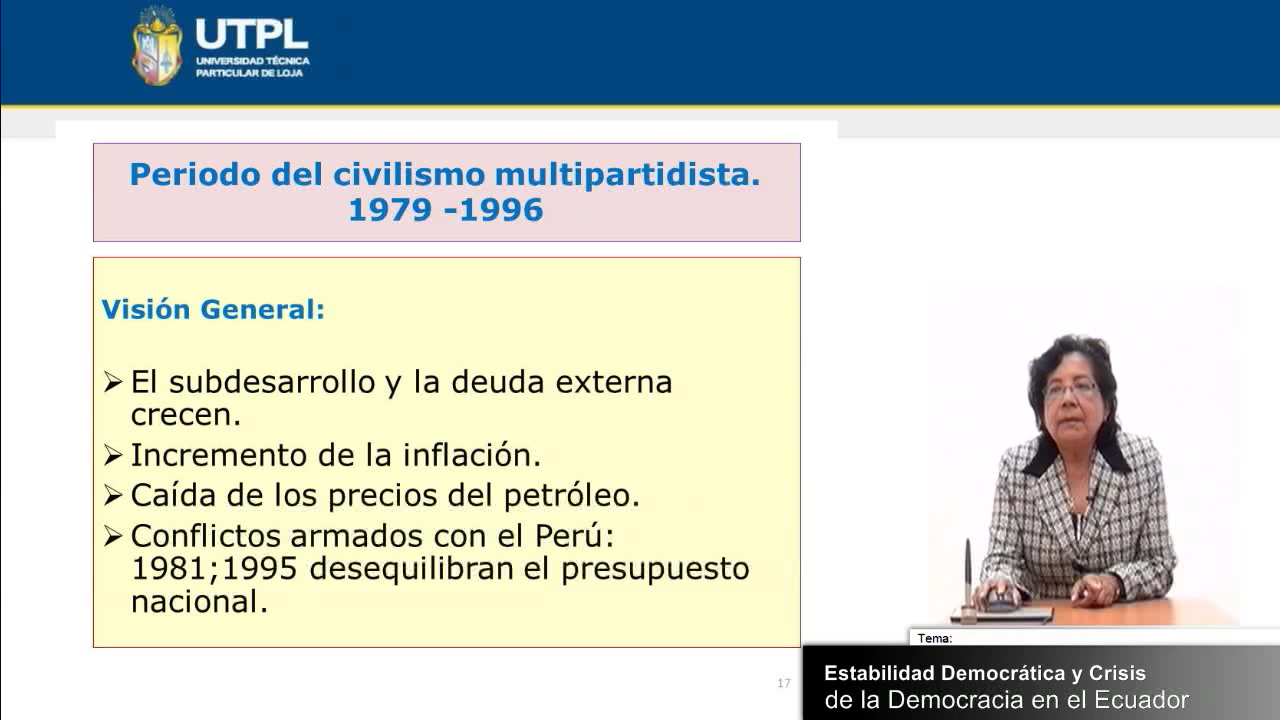 UTPL
UNIVERSIDAD TÉCNICA
PARTICULAR DE LOJA
Periodo del civilismo multipartidista.
1979 -1996
Visión General:
El subdesarrollo y la deuda externa
crecen.
Incremento de la inflación.
Caída de los precios del petróleo.
Conflictos armados con el Perú:
1981;1995 desequilibran el presupuesto
nacional.
17
Tema:
Estabilidad Democrática y Crisis
de la Democracia en el Ecuador